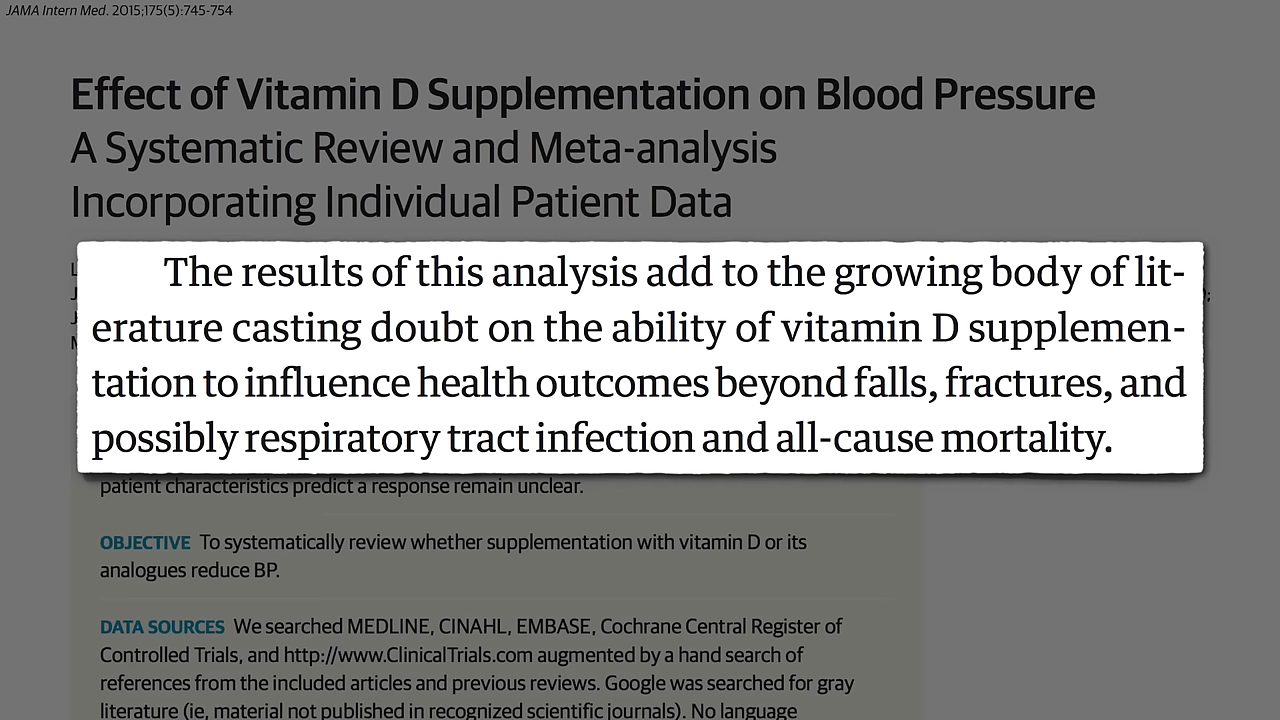 JAMA Intern Med. 2015;175(5):745-754
Effect of Vitamin D Supplementation on Blood Pressure
A Systematic Review and Meta-analysis
Incorporating Individual Patient Data
The results of this analysis add to the growing body of lit-
erature casting doubt on the ability of vitamin D supplemen-
tation to influence health outcomes beyond falls, fractures, and
possibly respiratory tract infection and all-cause mortality.
patient characteristics predict a response remain unclear.
OBJECTIVE To systematically review whether supplementation with vitamin D or its
analogues reduce BP.
DATA SOURCES We searched MEDLINE, CINAHL, EMBASE, Cochrane Central Register of
Controlled Trials, and http://www.ClinicalTrials.com augmented by a hand search of
references from the included articles and previous reviews. Google was searched for gray
literature (ie, material not published in recognized scientific journals). No language